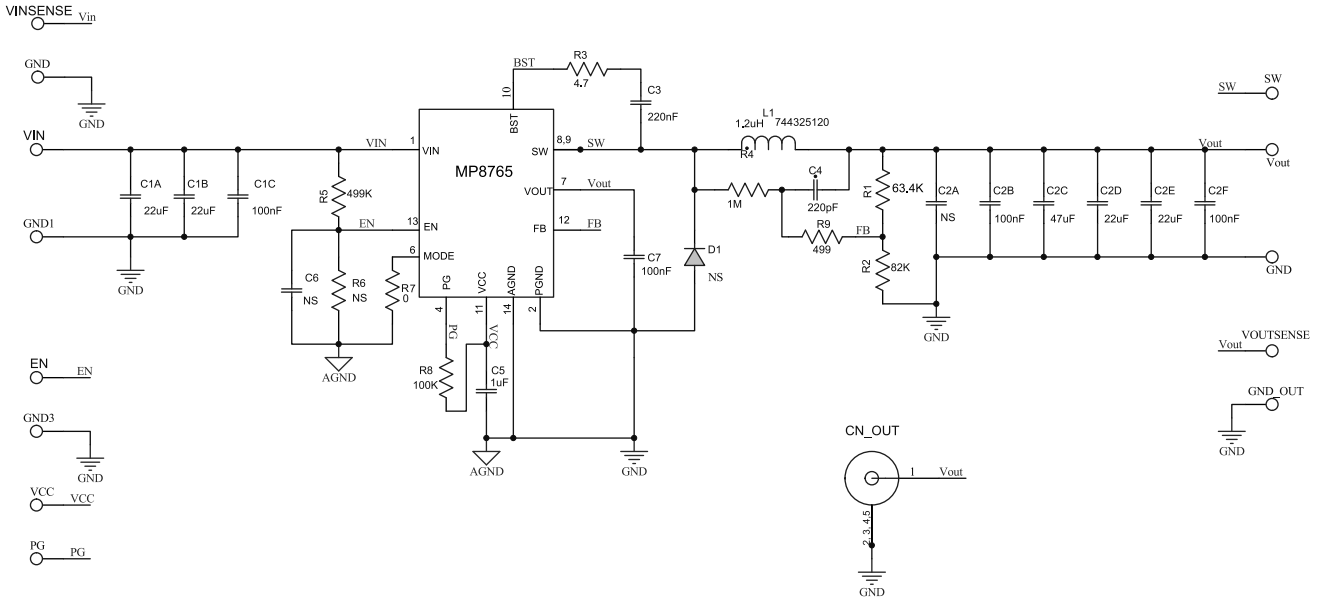 VINSENSE
Vin
GND
GND
VIN
GND1
C1A
22uF
C1B
22uF
C1C
100nF
GND
VIN
R5
499K
EN
C6
NS
R6
NS
R7
0
AGND
1
VIN
13
EN
6
MODE
MP8765
BST
10
BST
R3
4.7
C3
220nF
8,9
SW
SW
7
VOUT
Vout
12
FB
FB
PG
VCC
AGND
PGND
4
11
14
2
PG
VCC
R8
100K
C5
1uF
AGND
C7
100nF
GND
D1
NS
L1
1.2uH
744325120
R4
1M
C4
220pF
R9
499
FB
R1
63.4K
R2
82K
C2A
NS
C2B
100nF
C2C
47uF
C2D
22uF
C2E
22uF
C2F
100nF
GND
SW
SW
Vout
Vout
GND
VOUTSENSE
Vout
GND_OUT
GND
EN
EN
GND3
GND
VCC
VCC
PG
PG
CN_OUT
1
Vout
2, 3, 4,5
GND